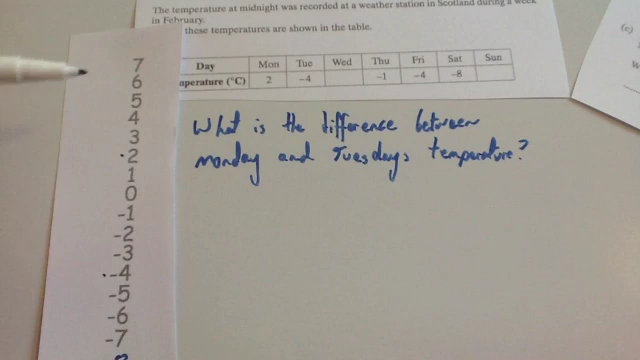 The temperature at midnight was recorded at a weather station in Scotland during a week
in February.
these temperatures are shown in the table.
Day Mon Tue Wed Thu Fri Sat Sun
perature (°C) 2 -4 -1 -4 -8
What is the difference between
monday and Tuesdays temperature?
7
6
5
4
3
2
1
0
-1
-2
-3
-4
-5
-6
-7
(c)